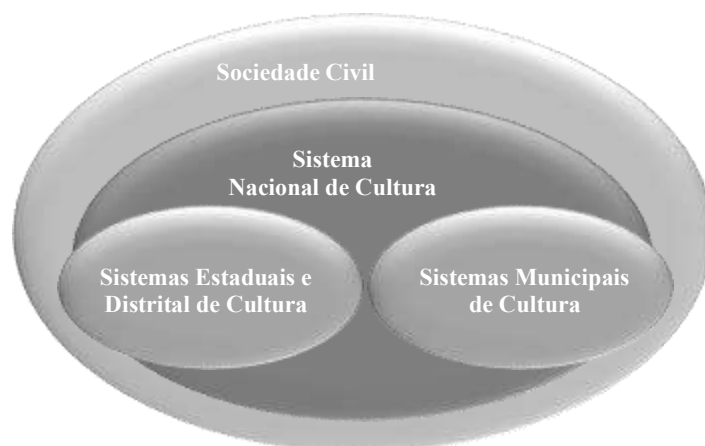 Sociedade Civil
Sistema
Nacional de Cultura
Sistemas Estaduais e
Distrital de Cultura
Sistemas Municipais
de Cultura